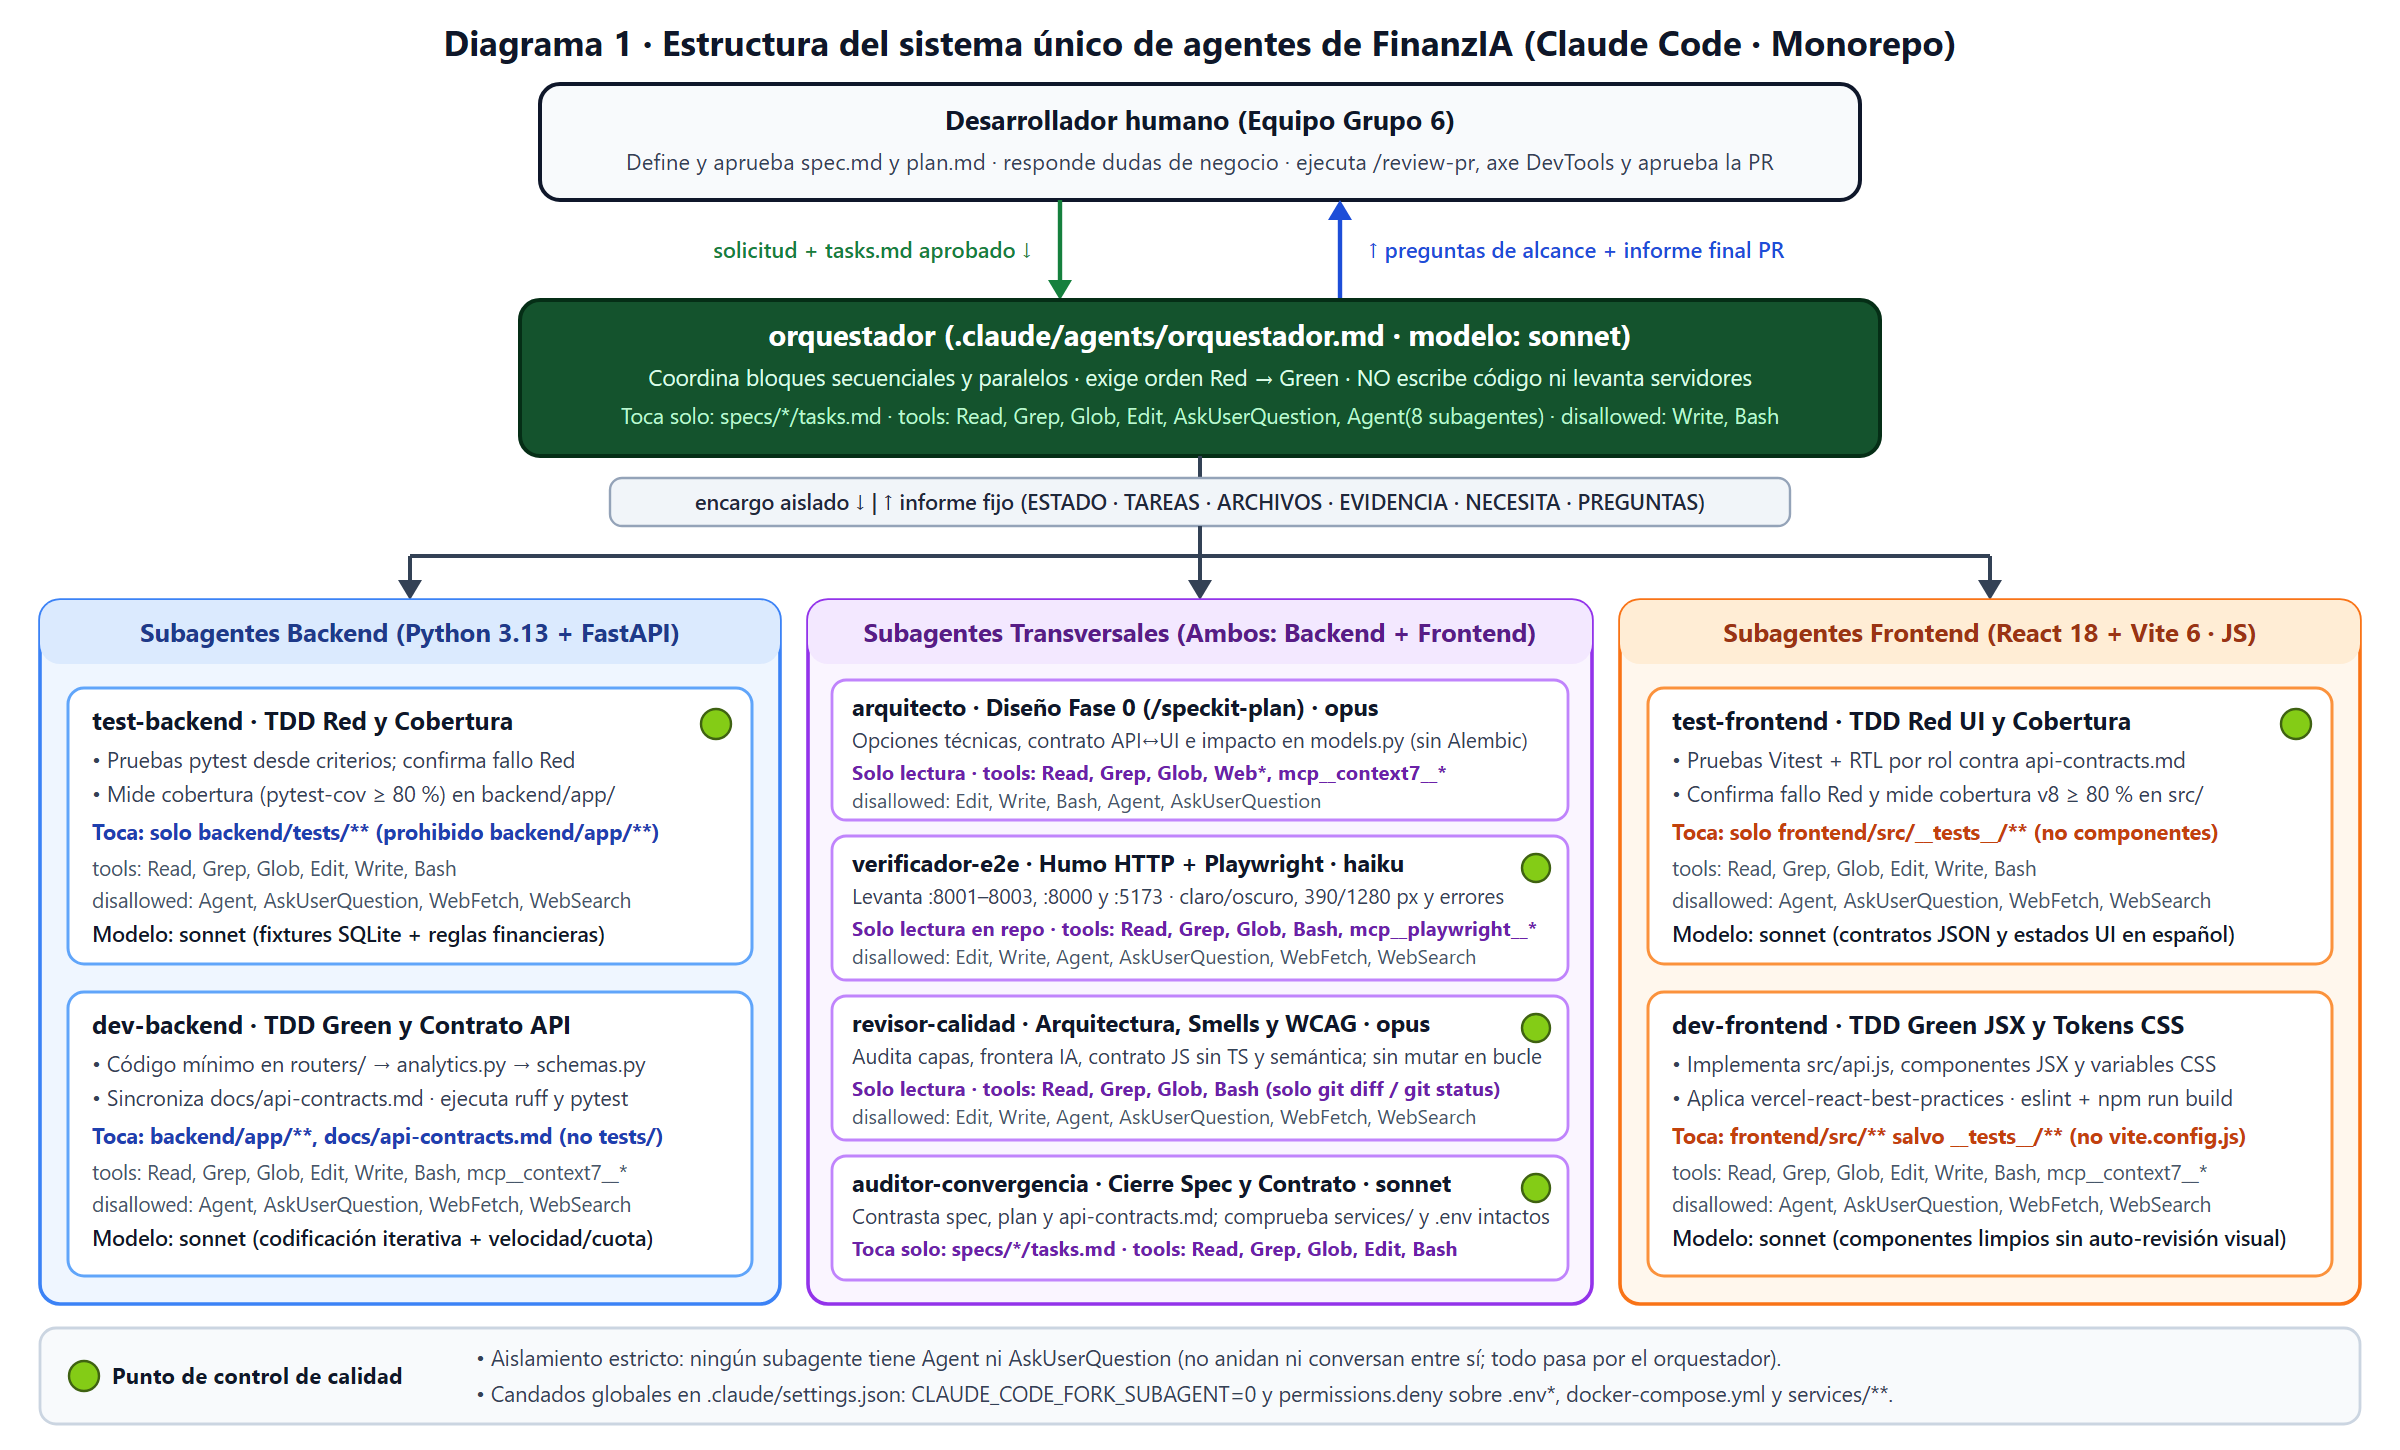 Diagrama 1 · Estructura del sistema único de agentes de FinanzIA (Claude Code · Monorepo)
Desarrollador humano (Equipo Grupo 6)
Define y aprueba spec.md y plan.md · responde dudas de negocio · ejecuta /review-pr, axe DevTools y aprueba la PR
solicitud + tasks.md aprobado ↓
↑ preguntas de alcance + informe final PR
orquestador (.claude/agents/orquestador.md · modelo: sonnet)
Coordina bloques secuenciales y paralelos · exige orden Red → Green · NO escribe código ni levanta servidores
Toca solo: specs/*/tasks.md · tools: Read, Grep, Glob, Edit, AskUserQuestion, Agent(8 subagentes) · disallowed: Write, Bash
encargo aislado ↓ | ↑ informe fijo (ESTADO · TAREAS · ARCHIVOS · EVIDENCIA · NECESITA · PREGUNTAS)
Subagentes Backend (Python 3.13 + FastAPI)
test-backend · TDD Red y Cobertura
• Pruebas pytest desde criterios; confirma fallo Red
• Mide cobertura (pytest-cov ≥ 80 %) en backend/app/
Toca: solo backend/tests/** (prohibido backend/app/**)
tools: Read, Grep, Glob, Edit, Write, Bash
disallowed: Agent, AskUserQuestion, WebFetch, WebSearch
Modelo: sonnet (fixtures SQLite + reglas financieras)
dev-backend · TDD Green y Contrato API
• Código mínimo en routers/ → analytics.py → schemas.py
• Sincroniza docs/api-contracts.md · ejecuta ruff y pytest
Toca: backend/app/**, docs/api-contracts.md (no tests/)
tools: Read, Grep, Glob, Edit, Write, Bash, mcp__context7__*
disallowed: Agent, AskUserQuestion, WebFetch, WebSearch
Modelo: sonnet (codificación iterativa + velocidad/cuota)
Subagentes Transversales (Ambos: Backend + Frontend)
arquitecto · Diseño Fase 0 (/speckit-plan) · opus
Opciones técnicas, contrato API↔UI e impacto en models.py (sin Alembic)
Solo lectura · tools: Read, Grep, Glob, Web*, mcp__context7__*
disallowed: Edit, Write, Bash, Agent, AskUserQuestion
verificador-e2e · Humo HTTP + Playwright · haiku
Levanta :8001–8003, :8000 y :5173 · claro/oscuro, 390/1280 px y errores
Solo lectura en repo · tools: Read, Grep, Glob, Bash, mcp__playwright__*
disallowed: Edit, Write, Agent, AskUserQuestion, WebFetch, WebSearch
revisor-calidad · Arquitectura, Smells y WCAG · opus
Audita capas, frontera IA, contrato JS sin TS y semántica; sin mutar en bucle
Solo lectura · tools: Read, Grep, Glob, Bash (solo git diff / git status)
disallowed: Edit, Write, Agent, AskUserQuestion, WebFetch, WebSearch
auditor-convergencia · Cierre Spec y Contrato · sonnet
Contrasta spec, plan y api-contracts.md; comprueba services/ y .env intactos
Toca solo: specs/*/tasks.md · tools: Read, Grep, Glob, Edit, Bash
Subagentes Frontend (React 18 + Vite 6 · JS)
test-frontend · TDD Red UI y Cobertura
• Pruebas Vitest + RTL por rol contra api-contracts.md
• Confirma fallo Red y mide cobertura v8 ≥ 80 % en src/
Toca: solo frontend/src/__tests__/** (no componentes)
tools: Read, Grep, Glob, Edit, Write, Bash
disallowed: Agent, AskUserQuestion, WebFetch, WebSearch
Modelo: sonnet (contratos JSON y estados UI en español)
dev-frontend · TDD Green JSX y Tokens CSS
• Implementa src/api.js, componentes JSX y variables CSS
• Aplica vercel-react-best-practices · eslint + npm run build
Toca: frontend/src/** salvo __tests__/** (no vite.config.js)
tools: Read, Grep, Glob, Edit, Write, Bash, mcp__context7__*
disallowed: Agent, AskUserQuestion, WebFetch, WebSearch
Modelo: sonnet (componentes limpios sin auto-revisión visual)
Punto de control de calidad
• Aislamiento estricto: ningún subagente tiene Agent ni AskUserQuestion (no anidan ni conversan entre sí; todo pasa por el orquestador).
• Candados globales en .claude/settings.json: CLAUDE_CODE_FORK_SUBAGENT=0 y permissions.deny sobre .env*, docker-compose.yml y services/**.